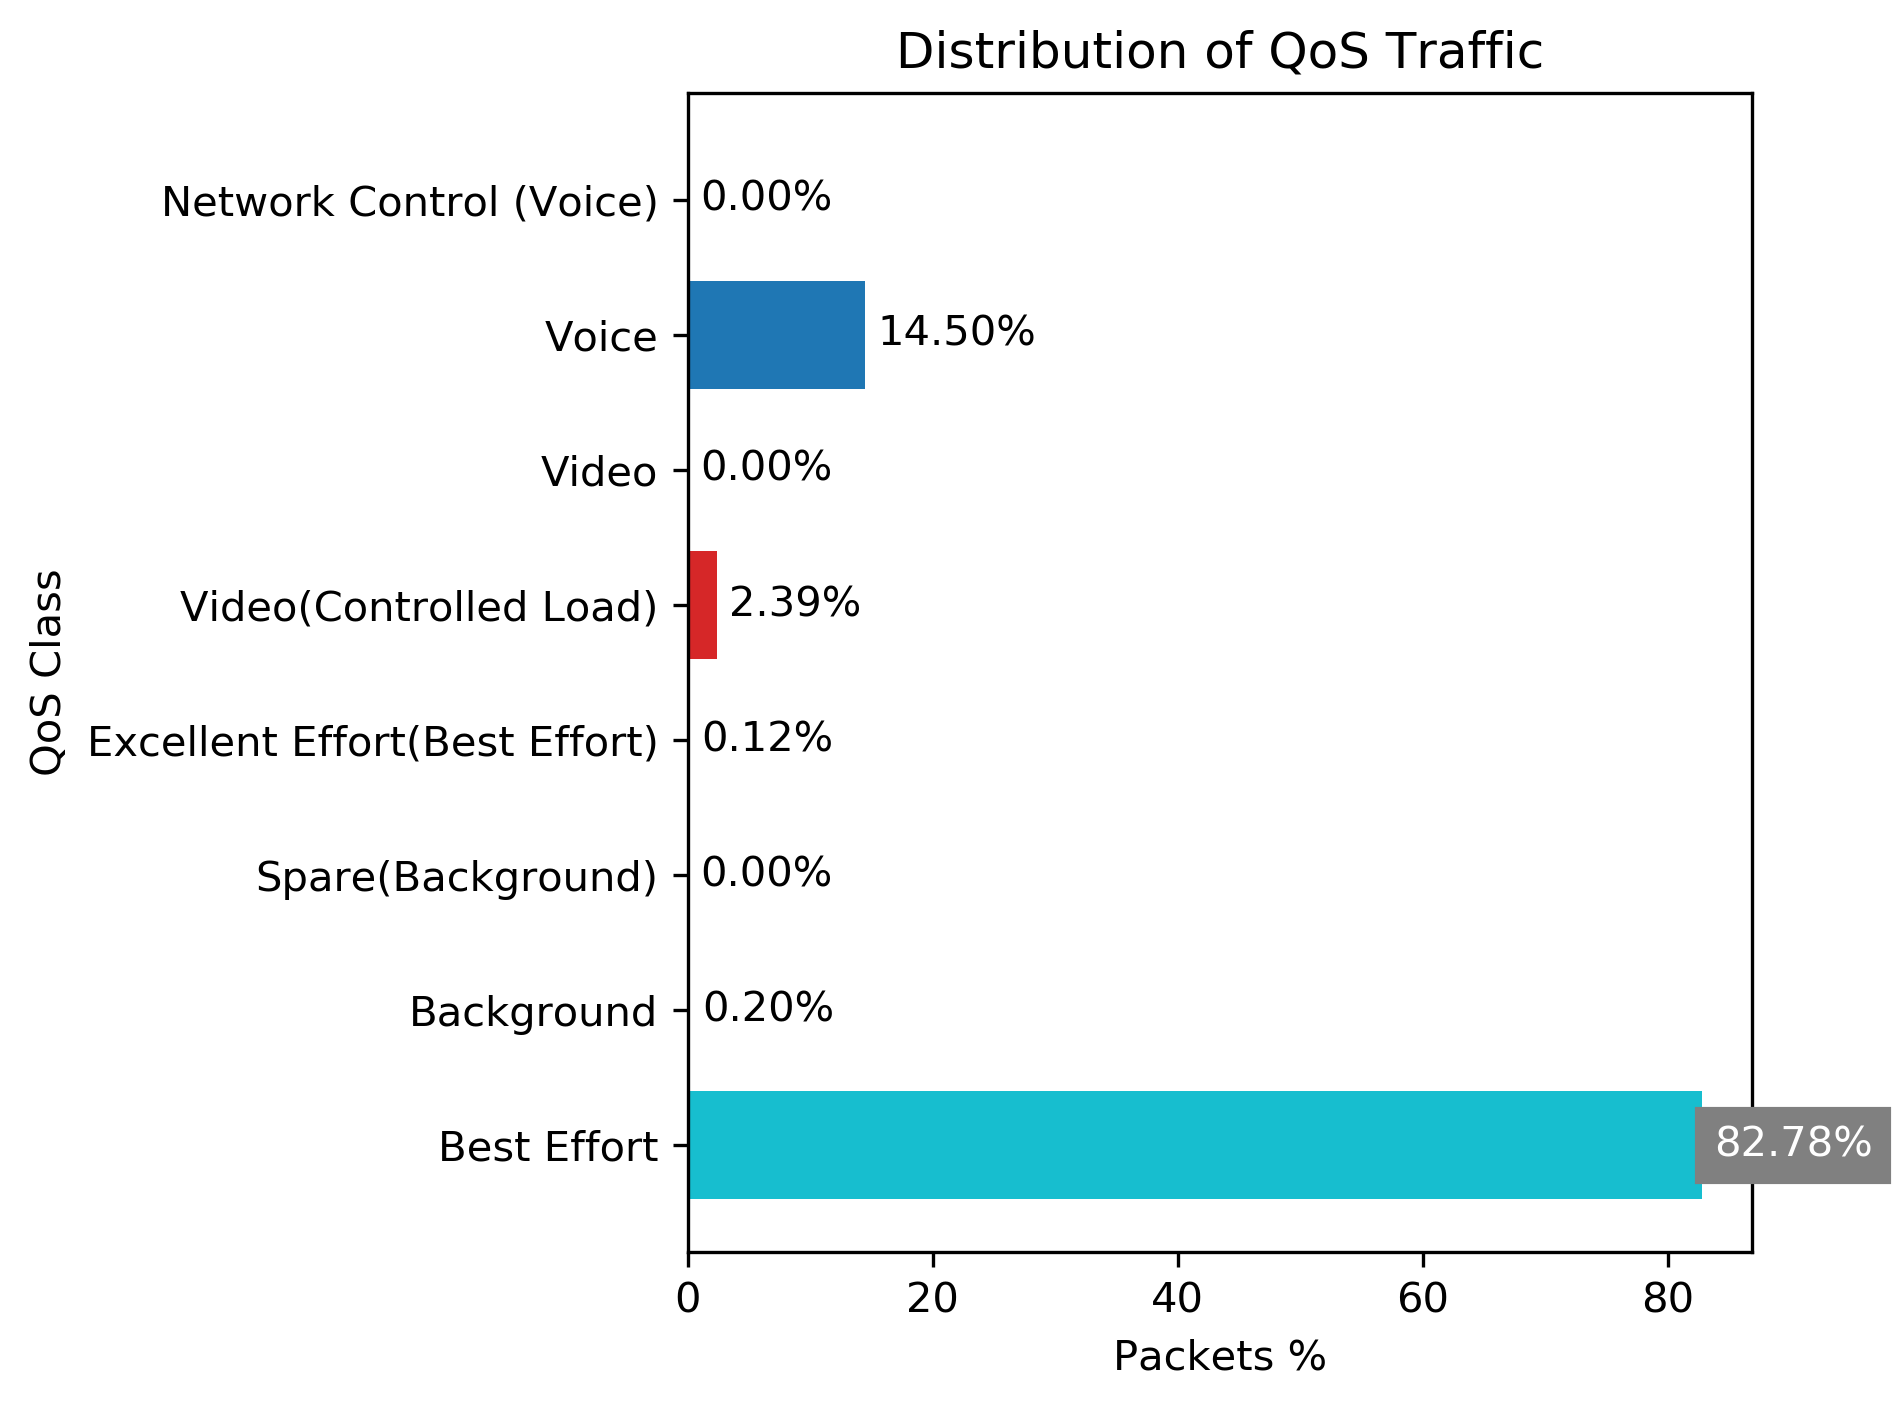 Distribution of QoS Traffic
Network Control (Voice) 0.00%
Voice 14.50%
Video 0.00%
Video(Controlled Load) 2.39%
Excellent Effort(Best Effort) 0.12%
Spare(Background) 0.00%
Background 0.20%
Best Effort 82.78%
QoS Class
0 20 40 60 80
Packets %